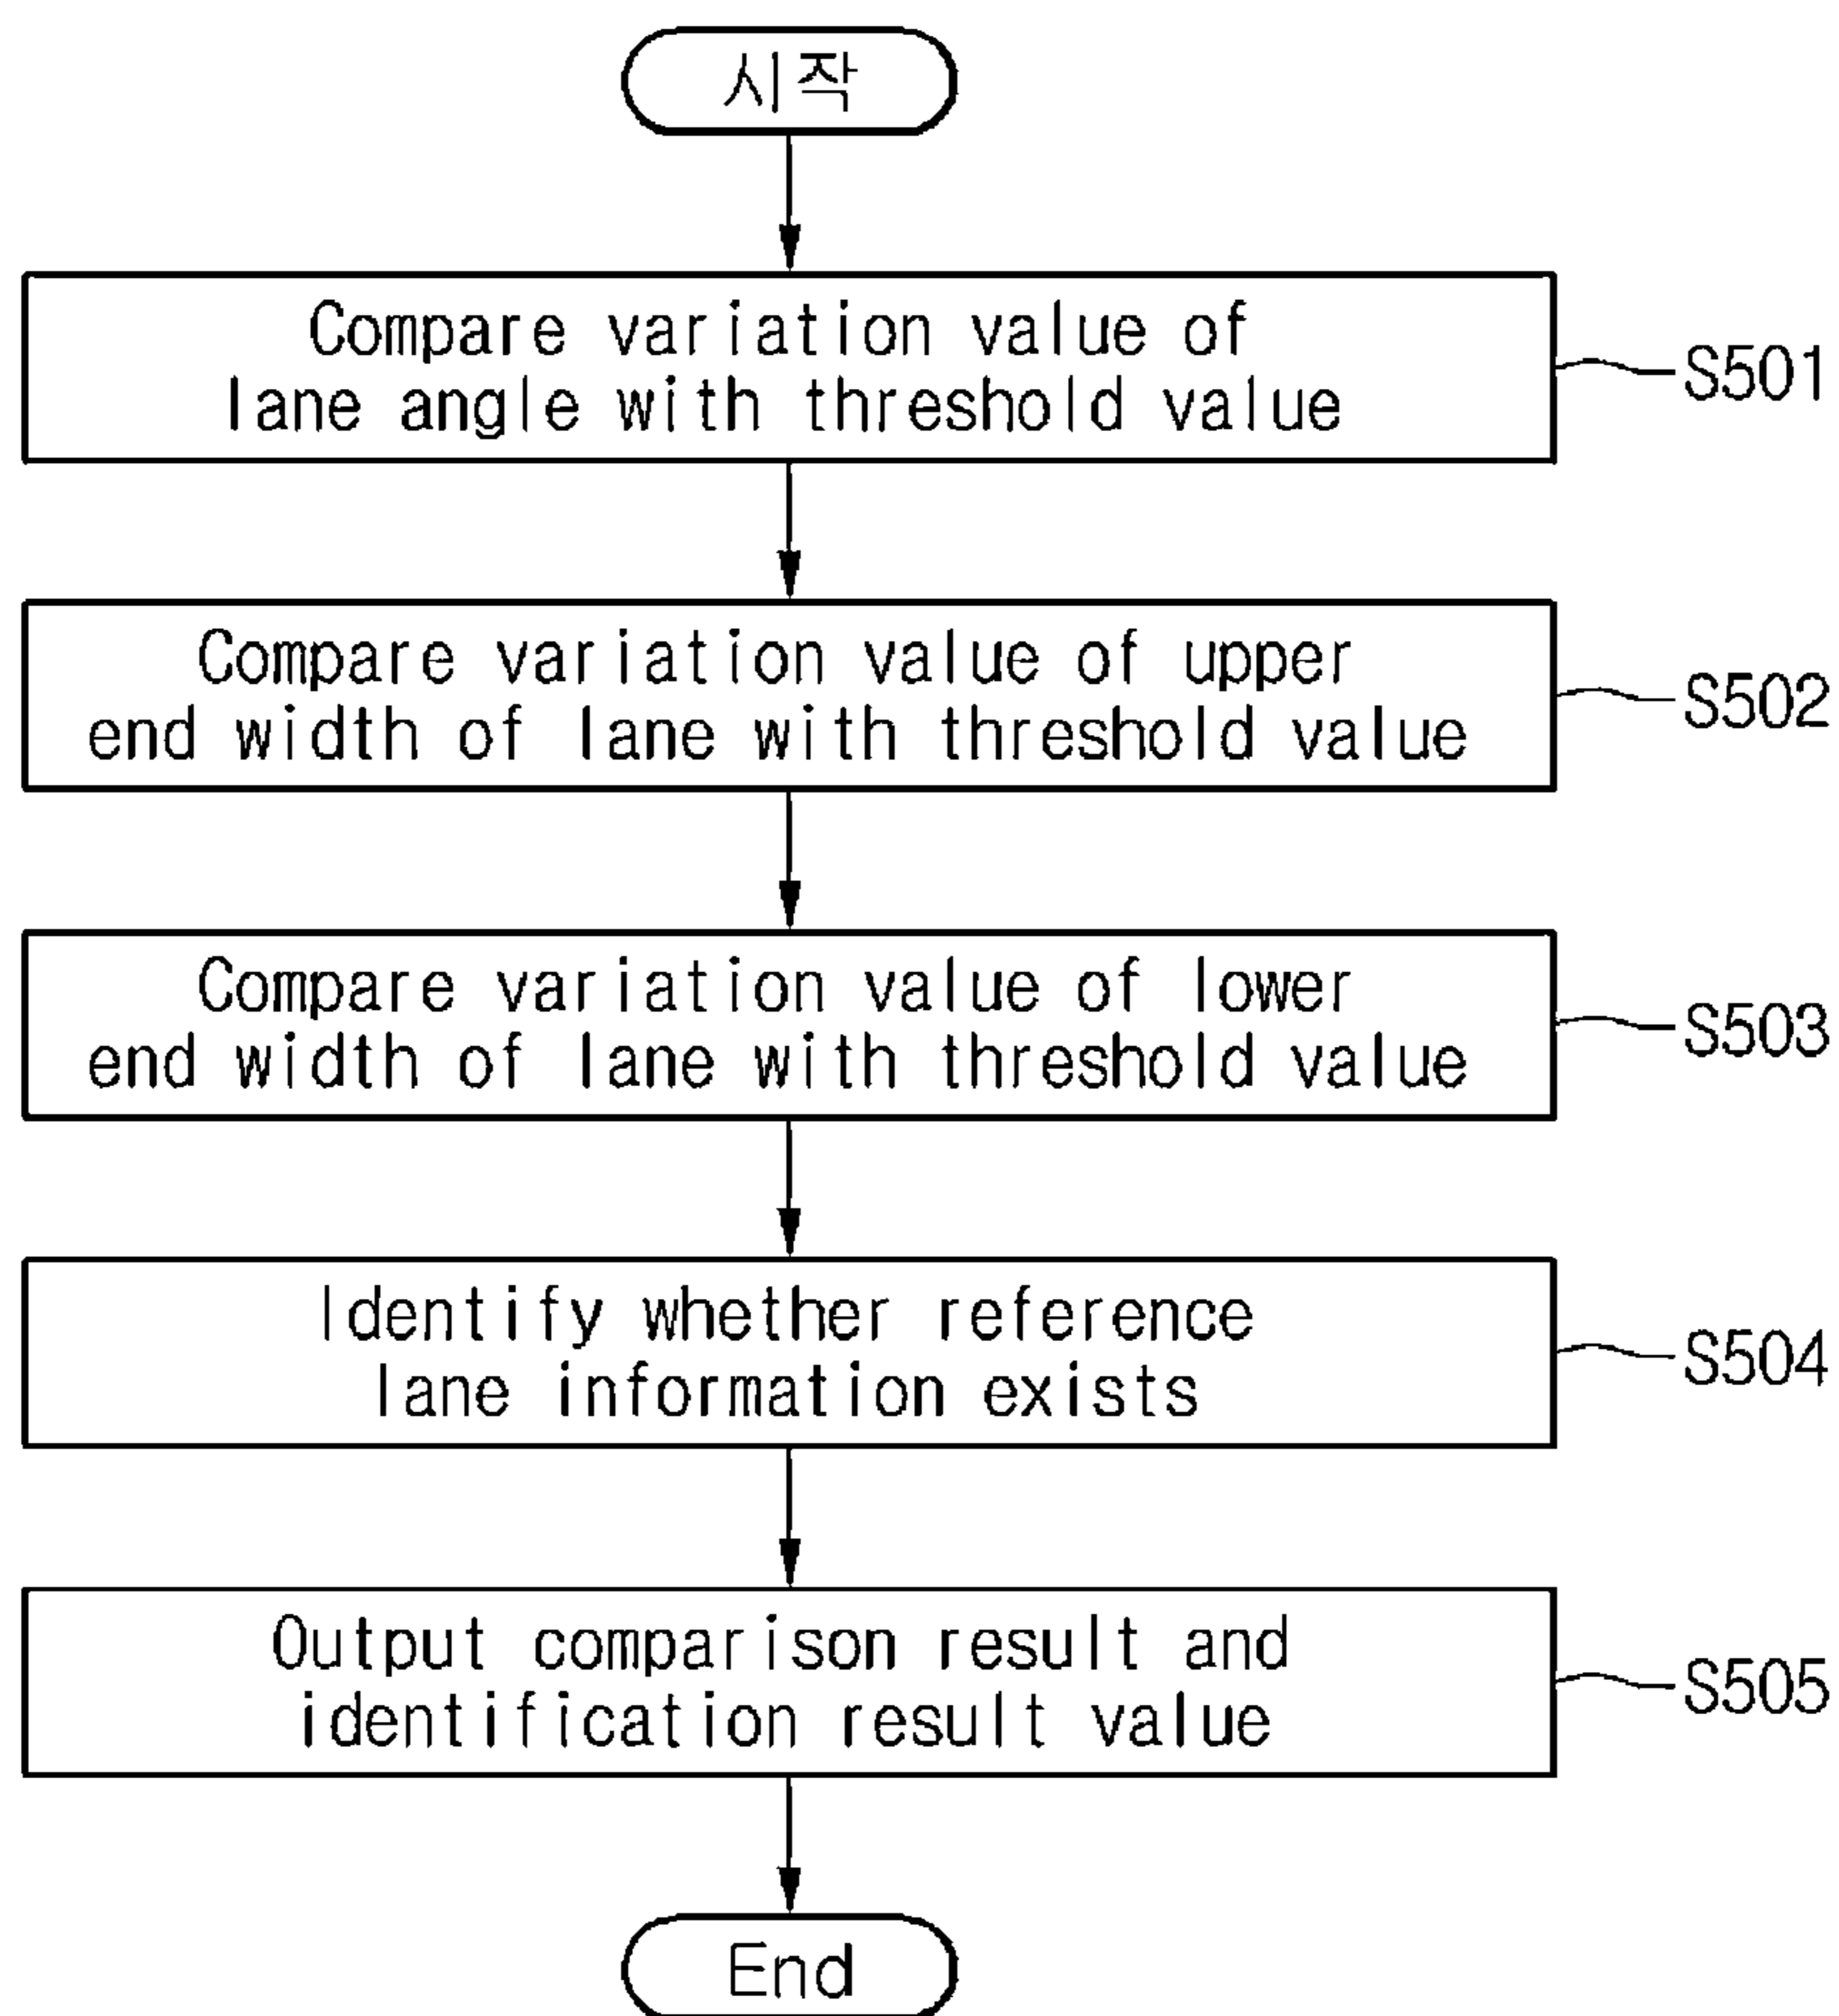 시작
Compare variation value of
lane angle with threshold value
S501
Compare variation value of upper
end width of lane with threshold value
S502
Compare variation value of lower
end width of lane with threshold value
S503
Identify whether reference
lane information exists
S504
Output comparison result and
identification result value
S505
End